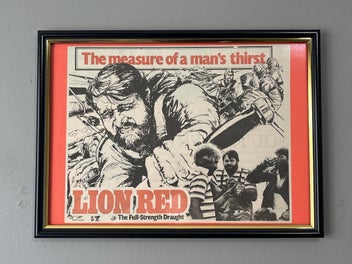 The measure of a man's thirst
LION RED
The Full-Strength Draught